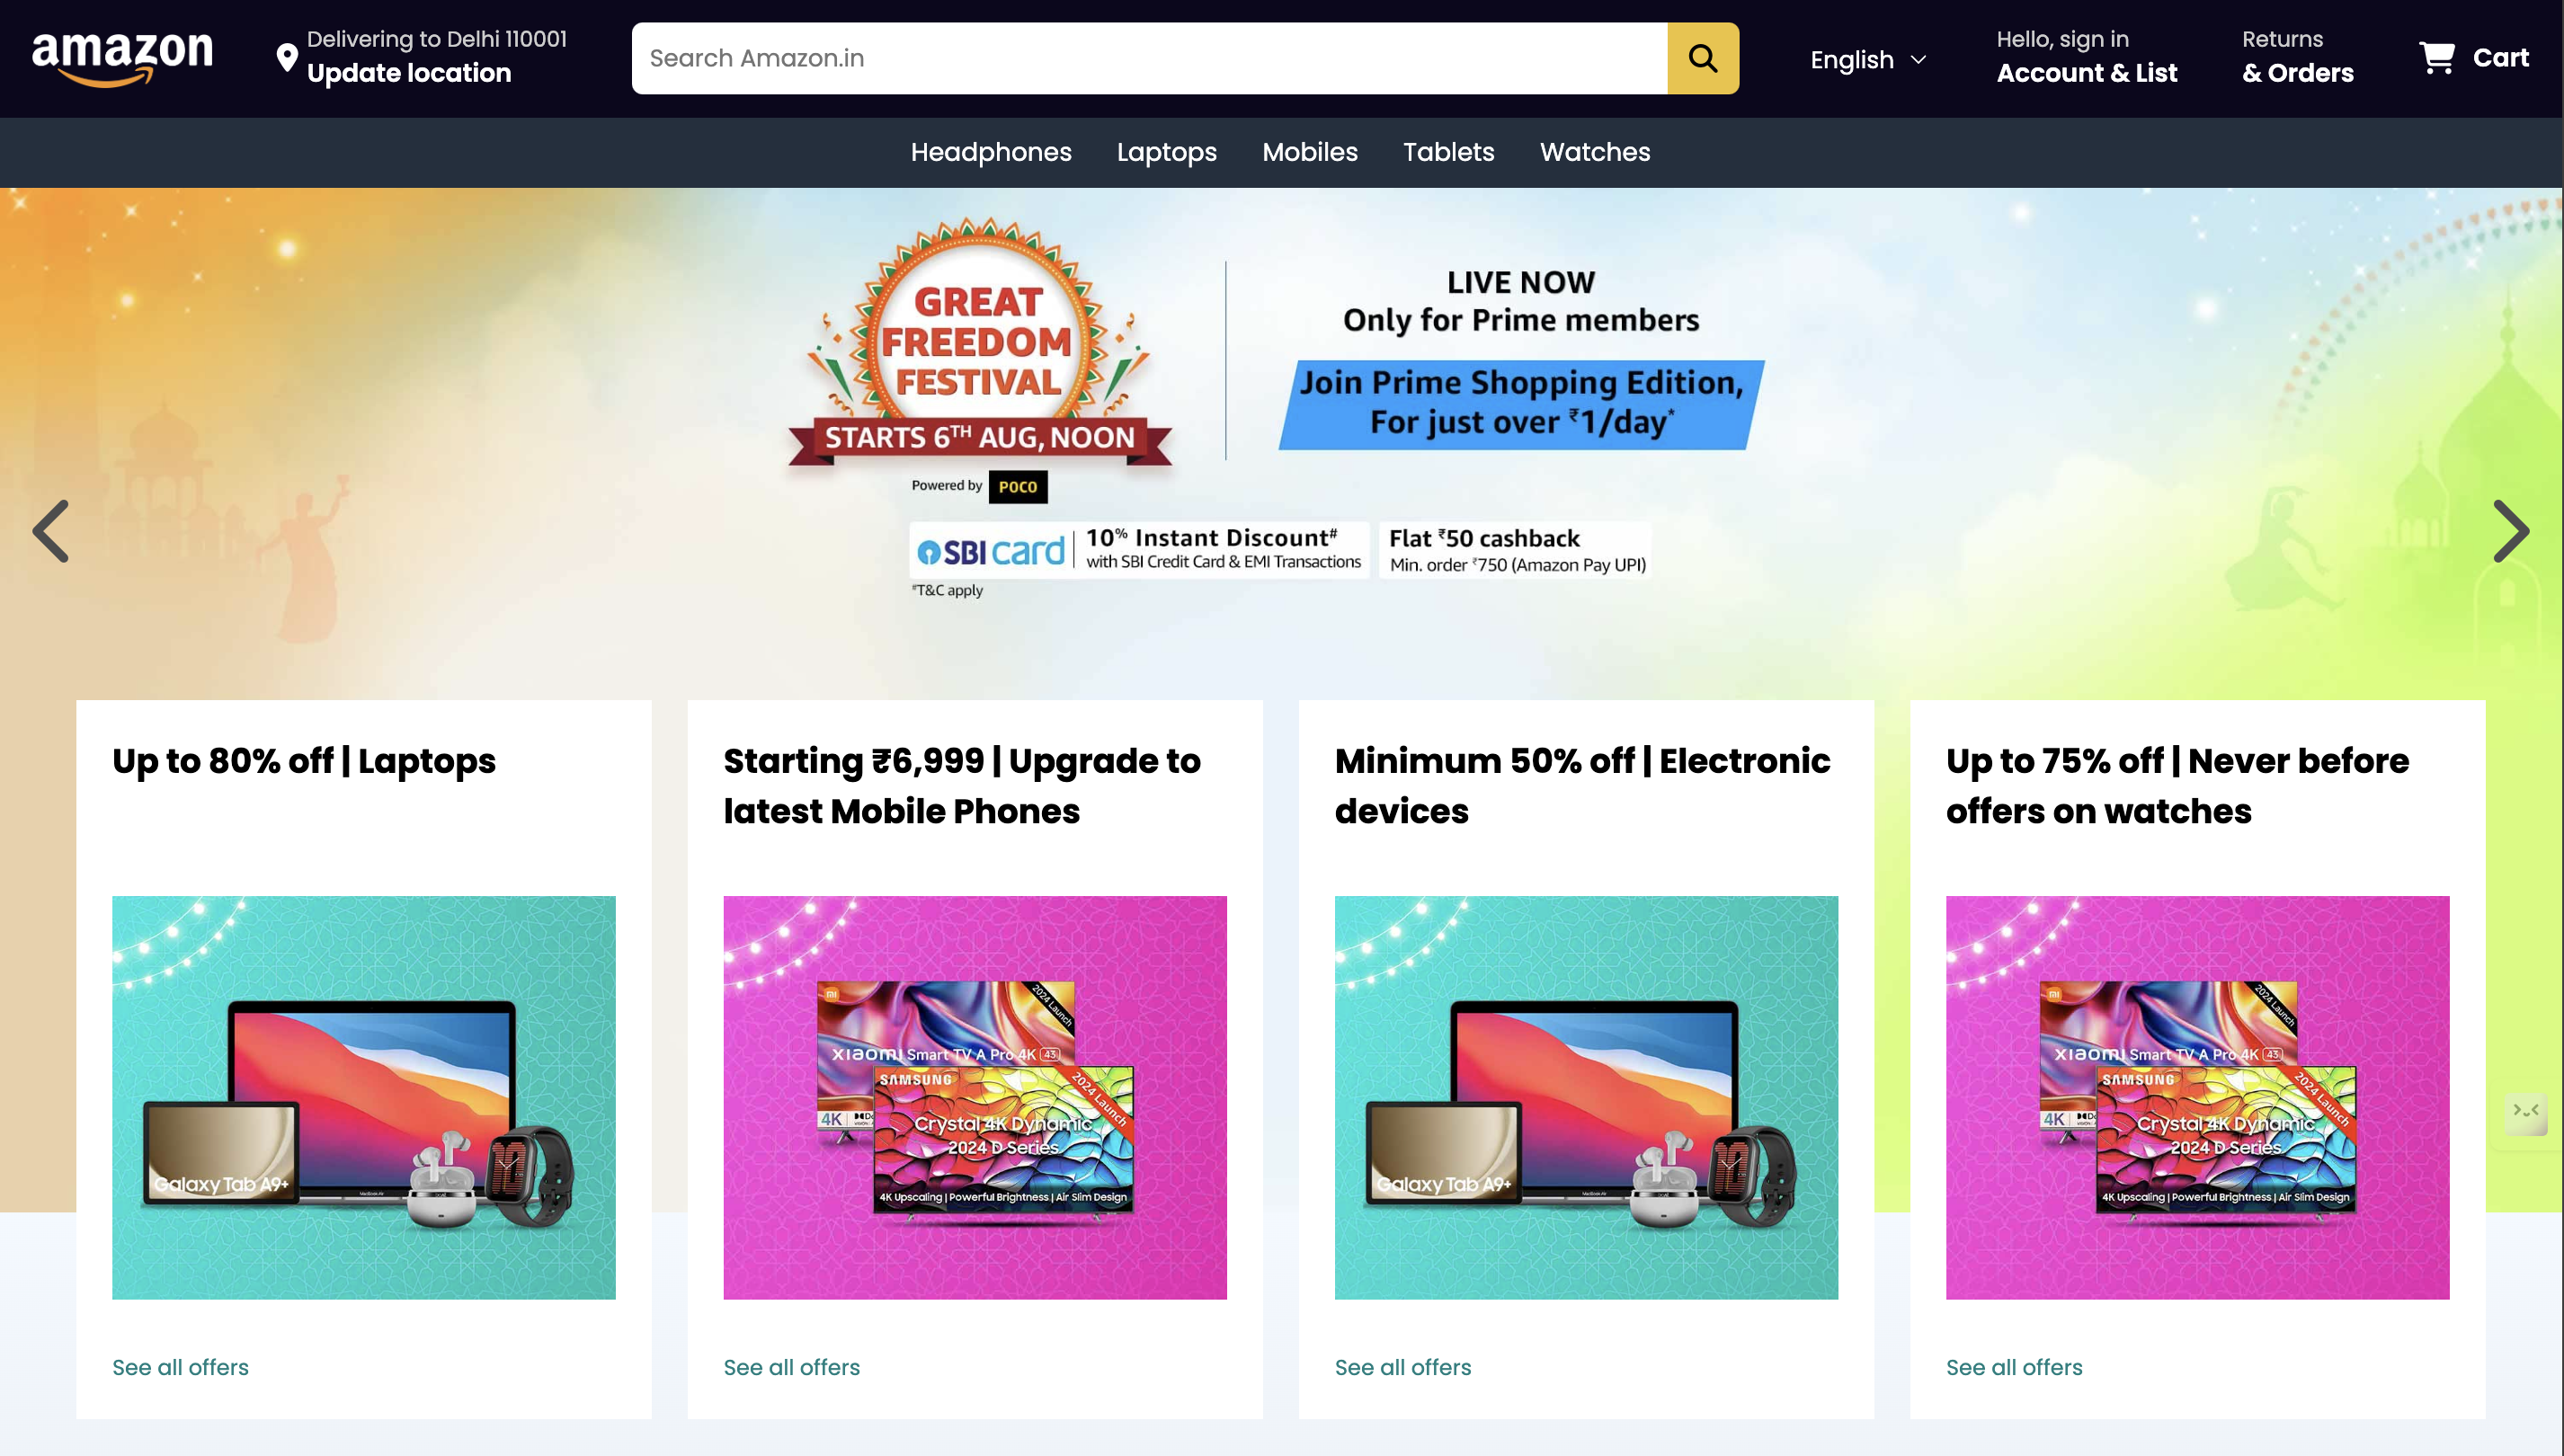 amazon
Delivering to Delhi 110001
Update location
Search Amazon.in
English
Hello, sign in
Account & List
Returns
& Orders
Cart
Headphones
Laptops
Mobiles
Tablets
Watches
GREAT
FREEDOM
FESTIVAL
STARTS 6TH AUG, NOON
Powered by POCO
LIVE NOW
Only for Prime members
Join Prime Shopping Edition,
For just over ₹1/day*
SBI card
10% Instant Discount#
with SBI Credit Card & EMI Transactions
Flat ₹50 cashback
Min. order ₹750 (Amazon Pay UPI)
#T&C apply
Up to 80% off | Laptops
Galaxy Tab A9+
MacBook Air
See all offers
Starting ₹6,999 | Upgrade to
latest Mobile Phones
mi
2024 Launch
xiaomi Smart TV A Pro 4K 43
4K
SAMSUNG
2024 Launch
Crystal 4K Dynamic
2024 D Series
4K Upscaling | Powerful Brightness | Air Slim Design
See all offers
Minimum 50% off | Electronic
devices
Galaxy Tab A9+
MacBook Air
See all offers
Up to 75% off | Never before
offers on watches
mi
2024 Launch
xiaomi Smart TV A Pro 4K 43
4K
SAMSUNG
2024 Launch
Crystal 4K Dynamic
2024 D Series
4K Upscaling | Powerful Brightness | Air Slim Design
See all offers